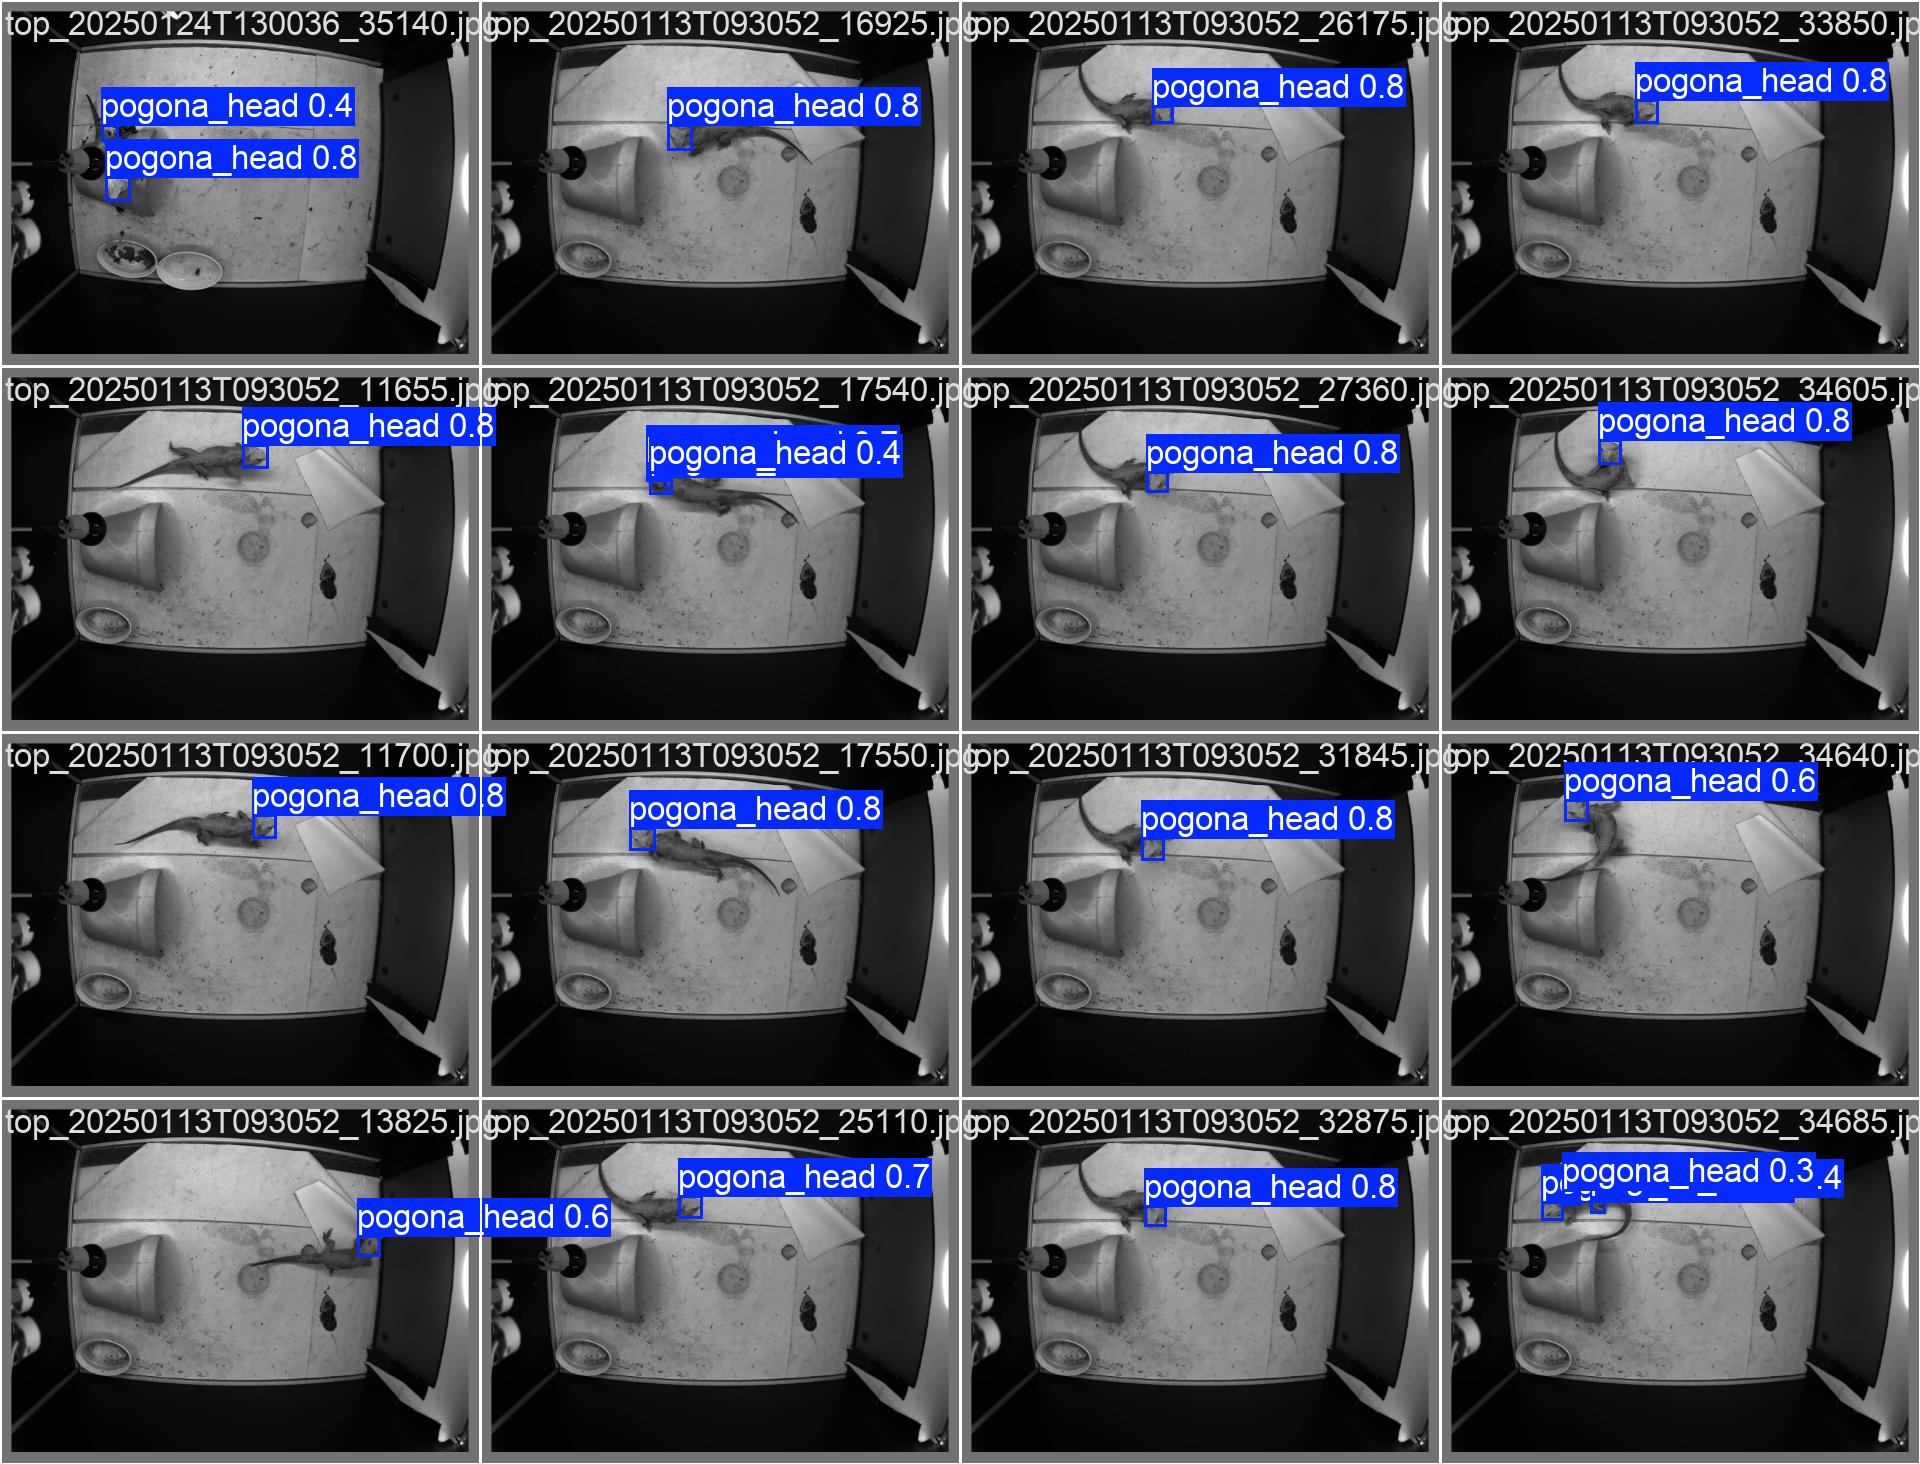 top_20250124T130036_35140.jpg
top_20250113T093052_16925.jpg
top_20250113T093052_26175.jpg
top_20250113T093052_33850.jp
pogona_head 0.4
pogona_head 0.8
pogona_head 0.8
pogona_head 0.8
pogona_head 0.8
top_20250113T093052_11655.jpg
top_20250113T093052_17540.jpg
top_20250113T093052_27360.jpg
top_20250113T093052_34605.jp
pogona_head 0.8
pogona_head 0.4
pogona_head 0.8
pogona_head 0.8
top_20250113T093052_11700.jpg
top_20250113T093052_17550.jpg
top_20250113T093052_31845.jpg
top_20250113T093052_34640.jp
pogona_head 0.8
pogona_head 0.8
pogona_head 0.8
pogona_head 0.6
top_20250113T093052_13825.jpg
top_20250113T093052_25110.jpg
top_20250113T093052_32875.jpg
top_20250113T093052_34685.jp
pogona_head 0.6
pogona_head 0.7
pogona_head 0.8
pogona_head 0.3